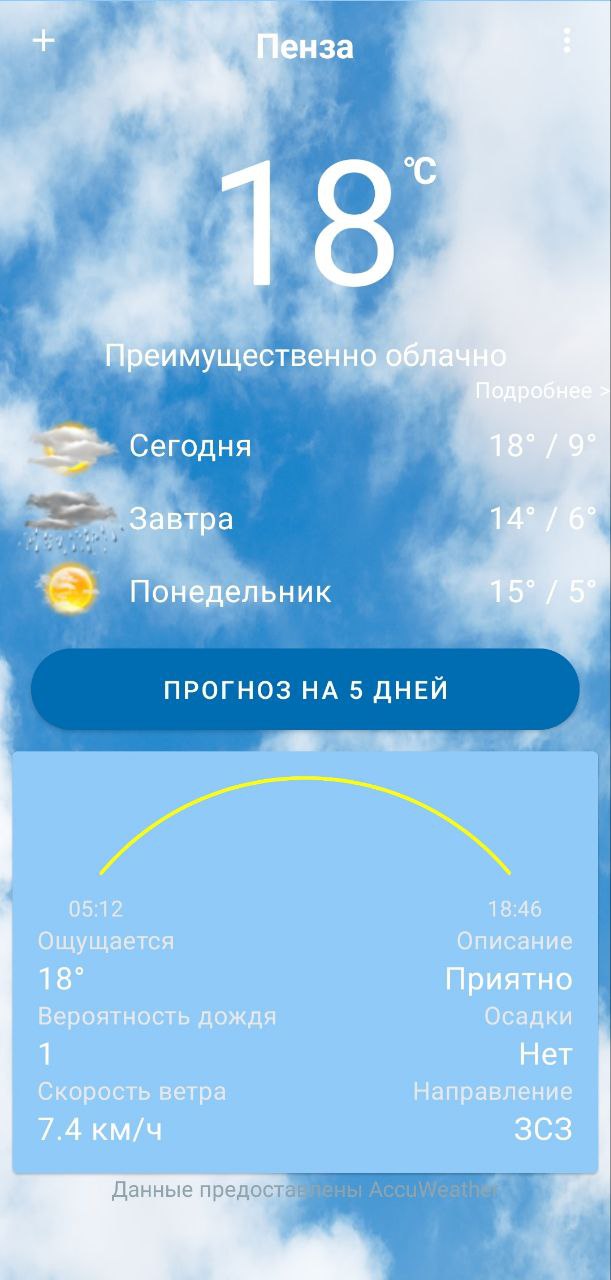 +
Пенза
18 °C
Преимущественно облачно
Подробнее >
Сегодня 18° / 9°
Завтра 14° / 6°
Понедельник 15° / 5°
ПРОГНОЗ НА 5 ДНЕЙ
05:12 18:46
Ощущается Описание
18° Приятно
Вероятность дождя Осадки
1 Нет
Скорость ветра Направление
7.4 км/ч ЗСЗ
Данные предоставлены AccuWeather